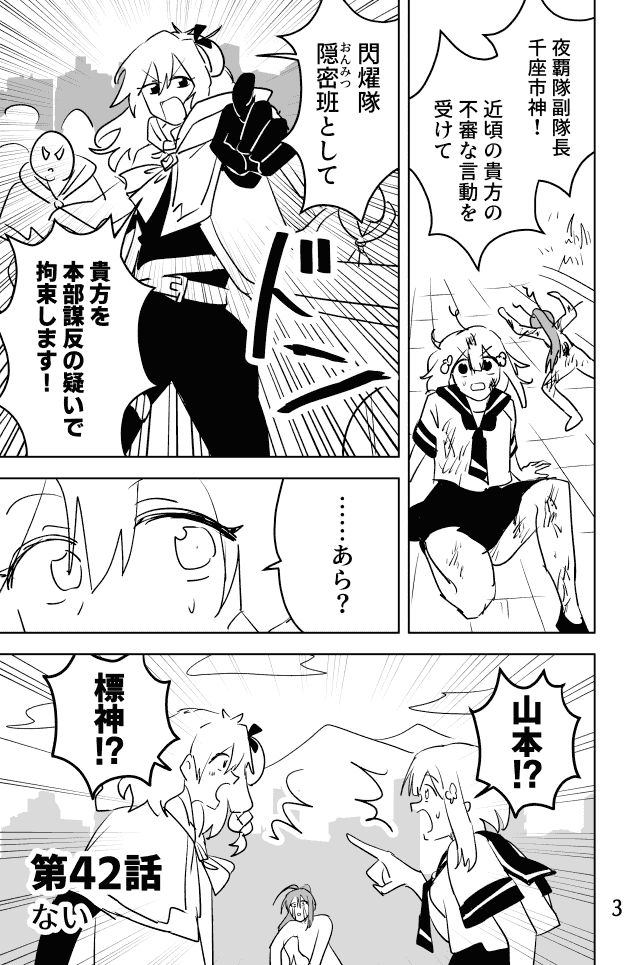 夜覇隊副隊長
千座市神！
近頃の貴方の
不審な言動を
受けて
閃燿隊
隠密班として
おんみつ
貴方を
本部謀反の疑いで
拘束します！
ドン
……あら？
山本!?
標神!?
第42話
ない
3